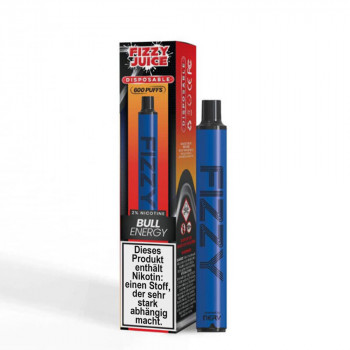 FIZZY
JUICE
DISPOSABLE
600 PUFFS
2% NICOTINE
BULL
ENERGY
Dieses
Produkt
enthält
Nikotin:
einen Stoff,
der sehr
stark
abhängig
macht.
FIZZY